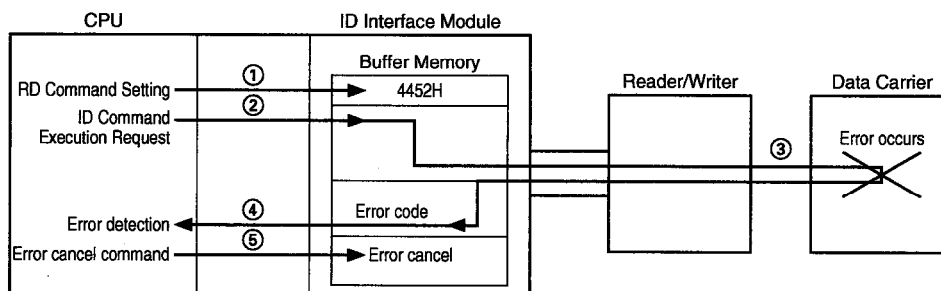 CPU
ID Interface Module
Buffer Memory
Reader/Writer
Data Carrier
RD Command Setting
①
4452H
ID Command
Execution Request
②
③
Error occurs
Error detection
④
Error code
Error cancel command
⑤
Error cancel